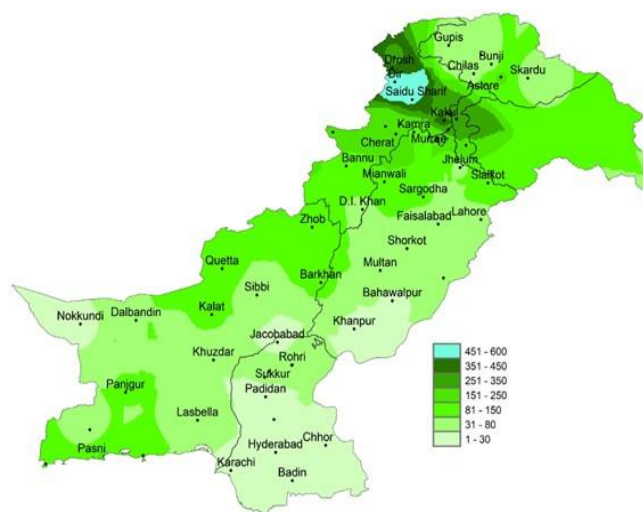 Gupis
Drosh
Bunji
Chilas
Dir
Skardu
Astore
Saidu Sharif
Kakul
Kamra
Cherat
Murree
Bannu
Jhelum
Mianwali
Sialkot
Sargodha
D.I. Khan
Lahore
Faisalabad
Zhob
Shorkot
Quetta
Multan
Barkhan
Sibbi
Bahawalpur
Kalat
Dalbandin
Nokkundi
Khanpur
Jacobabad
451 - 600
351 - 450
251 - 350
151 - 250
81 - 150
31 - 80
1 - 30
Khuzdar
Rohri
Sukkur
Panjgur
Padidan
Lasbella
Pasni
Hyderabad
Chhor
Karachi
Badin